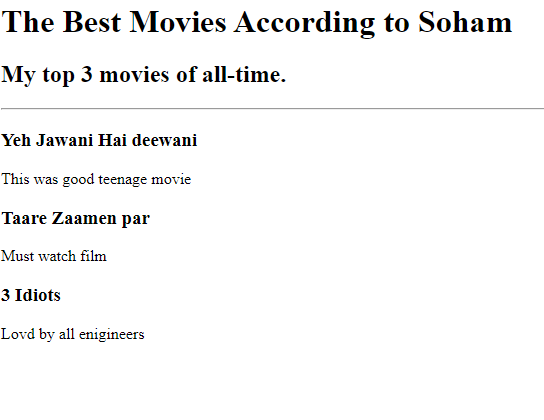 The Best Movies According to Soham
My top 3 movies of all-time.
Yeh Jawani Hai deewani
This was good teenage movie
Taare Zaamen par
Must watch film
3 Idiots
Lovd by all enigineers